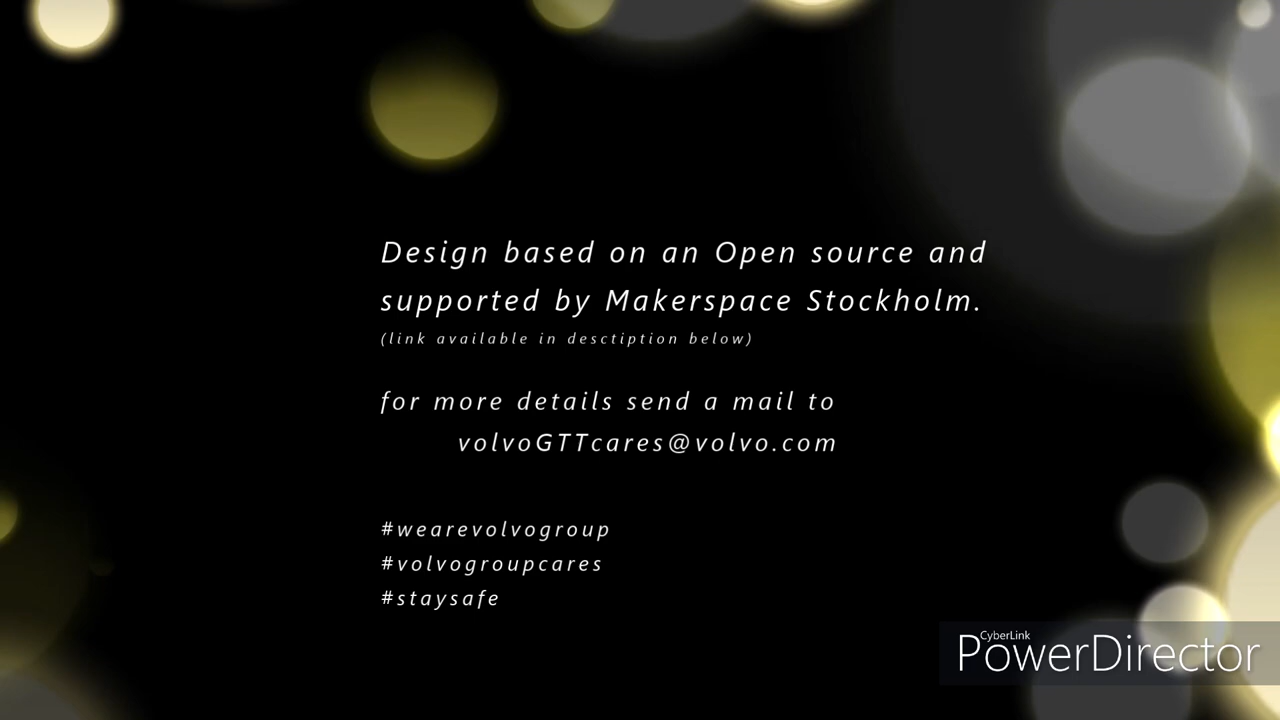 Design based on an Open source and
supported by Makerspace Stockholm.
(link available in desctiption below)
for more details send a mail to
volvoGTTcares@volvo.com
#wearevolvogroup
#volvogroupcares
#staysafe
CyberLink
PowerDirector